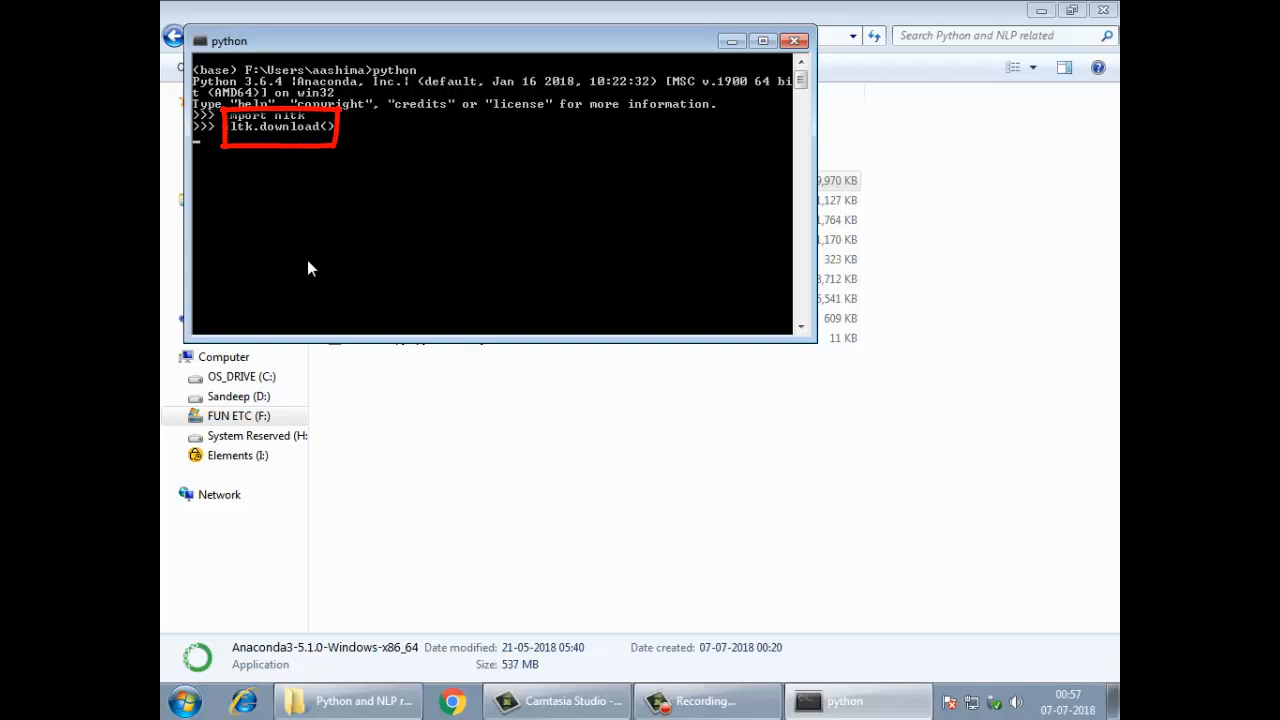 Search Python and NLP related
python
(base) F:\Users\aashima>python
Python 3.6.4 |Anaconda, Inc.| (default, Jan 16 2018, 10:22:32) [MSC v.1900 64 bi
t (AMD64)] on win32
Type "help", "copyright", "credits" or "license" for more information.
>>> import nltk
>>> ltk.download()
9,970 KB
1,127 KB
1,764 KB
1,170 KB
323 KB
3,712 KB
5,541 KB
609 KB
11 KB
Computer
OS_DRIVE (C:)
Sandeep (D:)
FUN ETC (F:)
System Reserved (H:
Elements (I:)
Network
Anaconda3-5.1.0-Windows-x86_64 Date modified: 21-05-2018 05:40 Date created: 07-07-2018 00:20
Application Size: 537 MB
Python and NLP r... Camtasia Studio -... Recording... python
00:57
07-07-2018